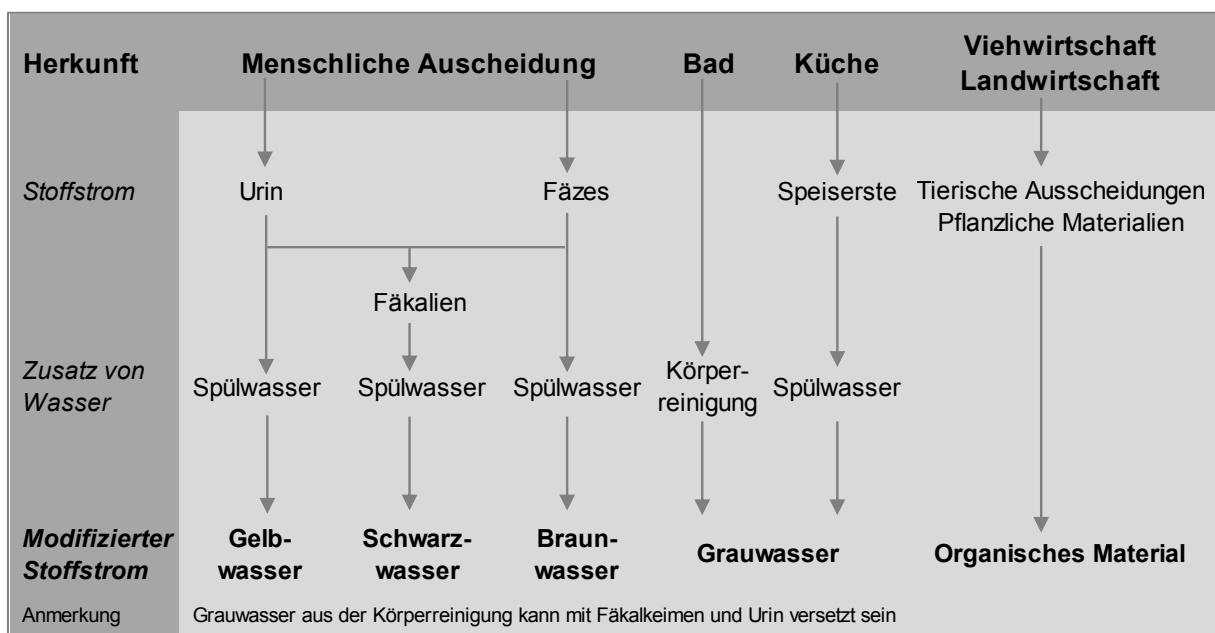 Herkunft Menschliche Auscheidung Bad Küche Viehwirtschaft
Landwirtschaft
Stoffstrom Urin Fäzes Speiserste Tierische Ausscheidungen
Pflanzliche Materialien
Fäkalien
Zusatz von
Wasser
Spülwasser Spülwasser Spülwasser Körper-
reinigung Spülwasser
Modifizierter
Stoffstrom
Gelb-
wasser
Schwarz-
wasser
Braun-
wasser
Grauwasser Organisches Material
Anmerkung Grauwasser aus der Körperreinigung kann mit Fäkalkeimen und Urin versetzt sein